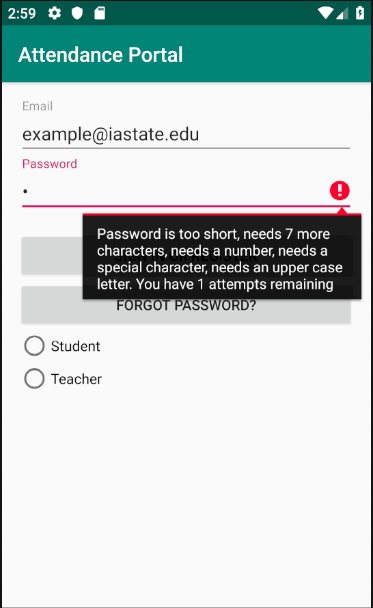 2:59
Attendance Portal
Email
example@iastate.edu
Password
Password is too short, needs 7 more
characters, needs a number, needs a
special character, needs an upper case
letter. You have 1 attempts remaining
FORGOT PASSWORD?
Student
Teacher